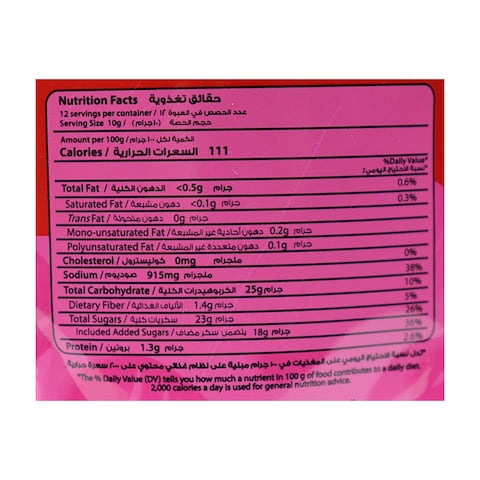 Nutrition Facts حقائق تغذوية
12 servings per container / عدد الحصص في العبوة ١٢
Serving Size 10g / حجم الحصة (١٠جرام)
Amount per 100g / الكمية لكل ١٠٠ جرام
Calories / السعرات الحرارية 111
%Daily Value*
نسبة الاحتياج اليومي*
Total Fat / الدهون الكلية <0.5g جرام 0.6%
Saturated Fat / دهون مشبعة <0.1g جرام 0.3%
Trans Fat / دهون متحولة 0g جرام
Mono-unsaturated Fat / دهون أحادية غير المشبعة 0.2g جرام
Polyunsaturated Fat / دهون متعددة غير المشبعة 0.1g جرام
Cholesterol / كوليسترول 0mg ملجرام 0%
Sodium / صوديوم 915mg ملجرام 38%
Total Carbohydrate / الكربوهيدرات الكلية 25g جرام 10%
Dietary Fiber / الألياف الغذائية 1.4g جرام 5%
Total Sugars / سكريات كلية 23g جرام 26%
Included Added Sugars / يتضمن سكر مضاف 18g جرام 36%
Protein / بروتين 1.3g جرام 2.6%
*تدل نسبة الاحتياج اليومي على المغذيات في ١٠٠ جرام مبنية على نظام غذائي محتوي على ٢٠٠٠ سعرة حرارية
*The % Daily Value (DV) tells you how much a nutrient in 100 g of food contributes to a daily diet.
2,000 calories a day is used for general nutrition advice.